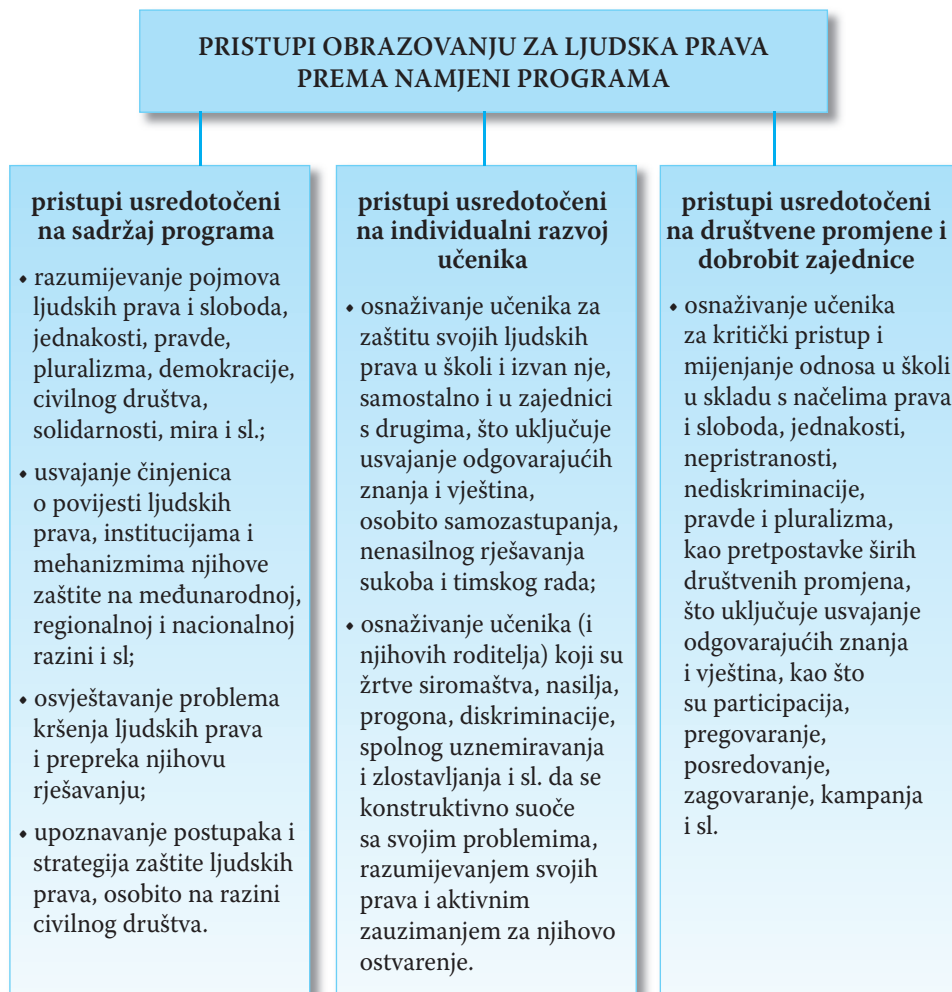 PRISTUPI OBRAZOVANJU ZA LJUDSKA PRAVA
PREMA NAMJENI PROGRAMA
pristupi usredotočeni
na sadržaj programa
• razumijevanje pojmova
ljudskih prava i sloboda,
jednakosti, pravde,
pluralizma, demokracije,
civilnog društva,
solidarnosti, mira i sl.;
• usvajanje činjenica
o povijesti ljudskih
prava, institucijama i
mehanizmima njihove
zaštite na međunarodnoj,
regionalnoj i nacionalnoj
razini i sl;
• osvještavanje problema
kršenja ljudskih prava
i prepreka njihovu
rješavanju;
• upoznavanje postupaka i
strategija zaštite ljudskih
prava, osobito na razini
civilnog društva.
pristupi usredotočeni
na individualni razvoj
učenika
• osnaživanje učenika za
zaštitu svojih ljudskih
prava u školi i izvan nje,
samostalno i u zajednici
s drugima, što uključuje
usvajanje odgovarajućih
znanja i vještina,
osobito samozastupanja,
nenasilnog rješavanja
sukoba i timskog rada;
• osnaživanje učenika (i
njihovih roditelja) koji su
žrtve siromaštva, nasilja,
progona, diskriminacije,
spolnog uznemiravanja
i zlostavljanja i sl. da se
konstruktivno suoče
sa svojim problemima,
razumijevanjem svojih
prava i aktivnim
zauzimanjem za njihovo
ostvarenje.
pristupi usredotočeni
na društvene promjene i
dobrobit zajednice
• osnaživanje učenika
za kritički pristup i
mijenjanje odnosa u školi
u skladu s načelima prava
i sloboda, jednakosti,
nepristranosti,
nediskriminacije,
pravde i pluralizma,
kao pretpostavke širih
društvenih promjena,
što uključuje usvajanje
odgovarajućih znanja
i vještina, kao što
su participacija,
pregovaranje,
posredovanje,
zagovaranje, kampanja
i sl.